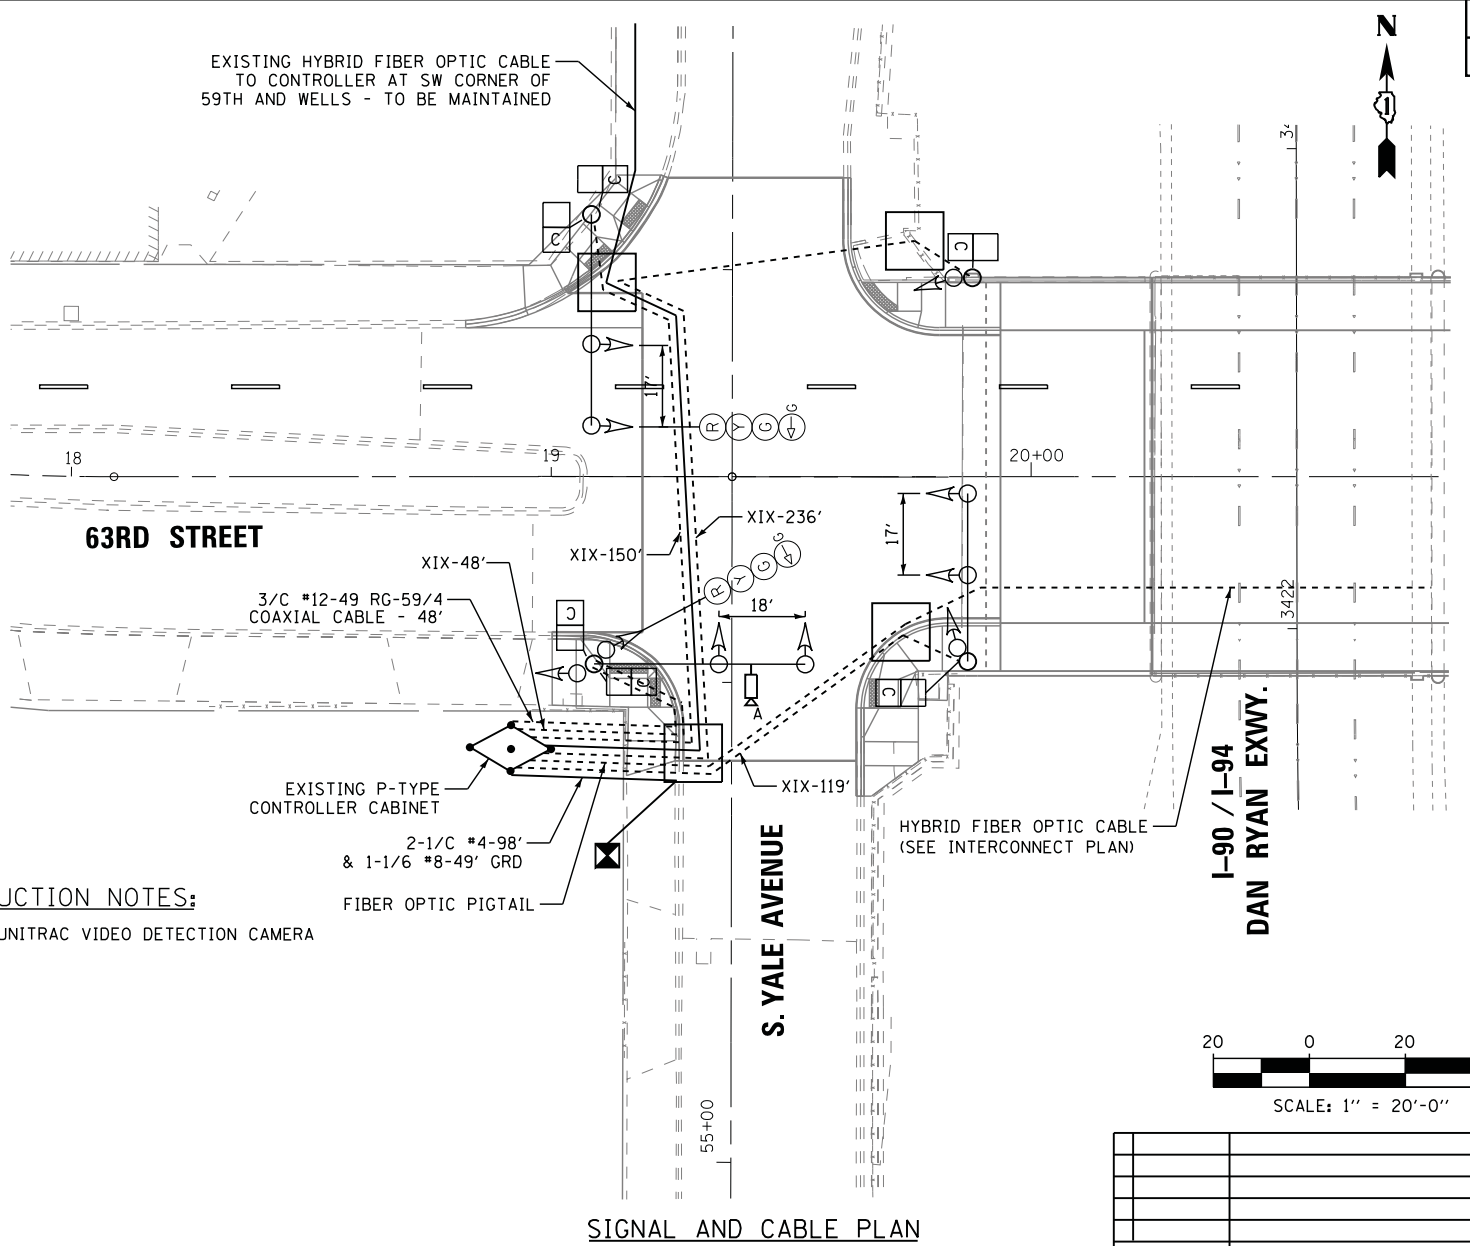 N
1
EXISTING HYBRID FIBER OPTIC CABLE
TO CONTROLLER AT SW CORNER OF
59TH AND WELLS - TO BE MAINTAINED
34
C
C
C
17'
R Y G G
18
19
20+00
63RD STREET
XIX-236'
XIX-150'
17'
R Y G G
XIX-48'
3/C #12-49 RG-59/4
COAXIAL CABLE - 48'
18'
3422
C
C
C
A
EXISTING P-TYPE
CONTROLLER CABINET
XIX-119'
2-1/C #4-98'
& 1-1/6 #8-49' GRD
HYBRID FIBER OPTIC CABLE
(SEE INTERCONNECT PLAN)
I-90 / I-94
DAN RYAN EXWY.
UCTION NOTES:
FIBER OPTIC PIGTAIL
UNITRAC VIDEO DETECTION CAMERA
S. YALE AVENUE
20 0 20
SCALE: 1'' = 20'-0''
55+00
SIGNAL AND CABLE PLAN